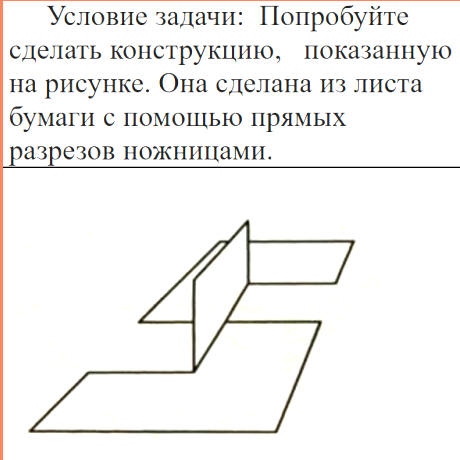 Условие задачи: Попробуйте
сделать конструкцию, показанную
на рисунке. Она сделана из листа
бумаги с помощью прямых
разрезов ножницами.